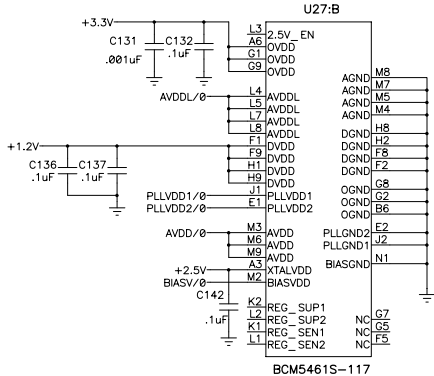 U27:B
+3.3V
L3 2.5V_EN
C131 C132 A6 OVDD
G1 OVDD
.001uF .1uF G9 OVDD
M8 AGND
M7 AGND
M5 AGND
M4 AGND
AVDDL/0 L4 AVDDL
L5 AVDDL
L7 AVDDL
L8 AVDDL
H8 DGND
H2 DGND
F8 DGND
F2 DGND
+1.2V F1 DVDD
F9 DVDD
C136 C137 H1 DVDD
.1uF .1uF H9 DVDD
G8 OGND
G2 OGND
B6 OGND
PLLVDD1/0 J1 PLLVDD1
PLLVDD2/0 E1 PLLVDD2
E2 PLLGND2
J2 PLLGND1
AVDD/0 M3 AVDD
M6 AVDD
M9 AVDD
N1 BIASGND
+2.5V A3 XTALVDD
BIASV/0 M2 BIASVDD
C142
.1uF
K2 REG_SUP1
L2 REG_SUP2
K1 REG_SEN1
L1 REG_SEN2
NC G7
NC G5
NC F5
BCM5461S-117